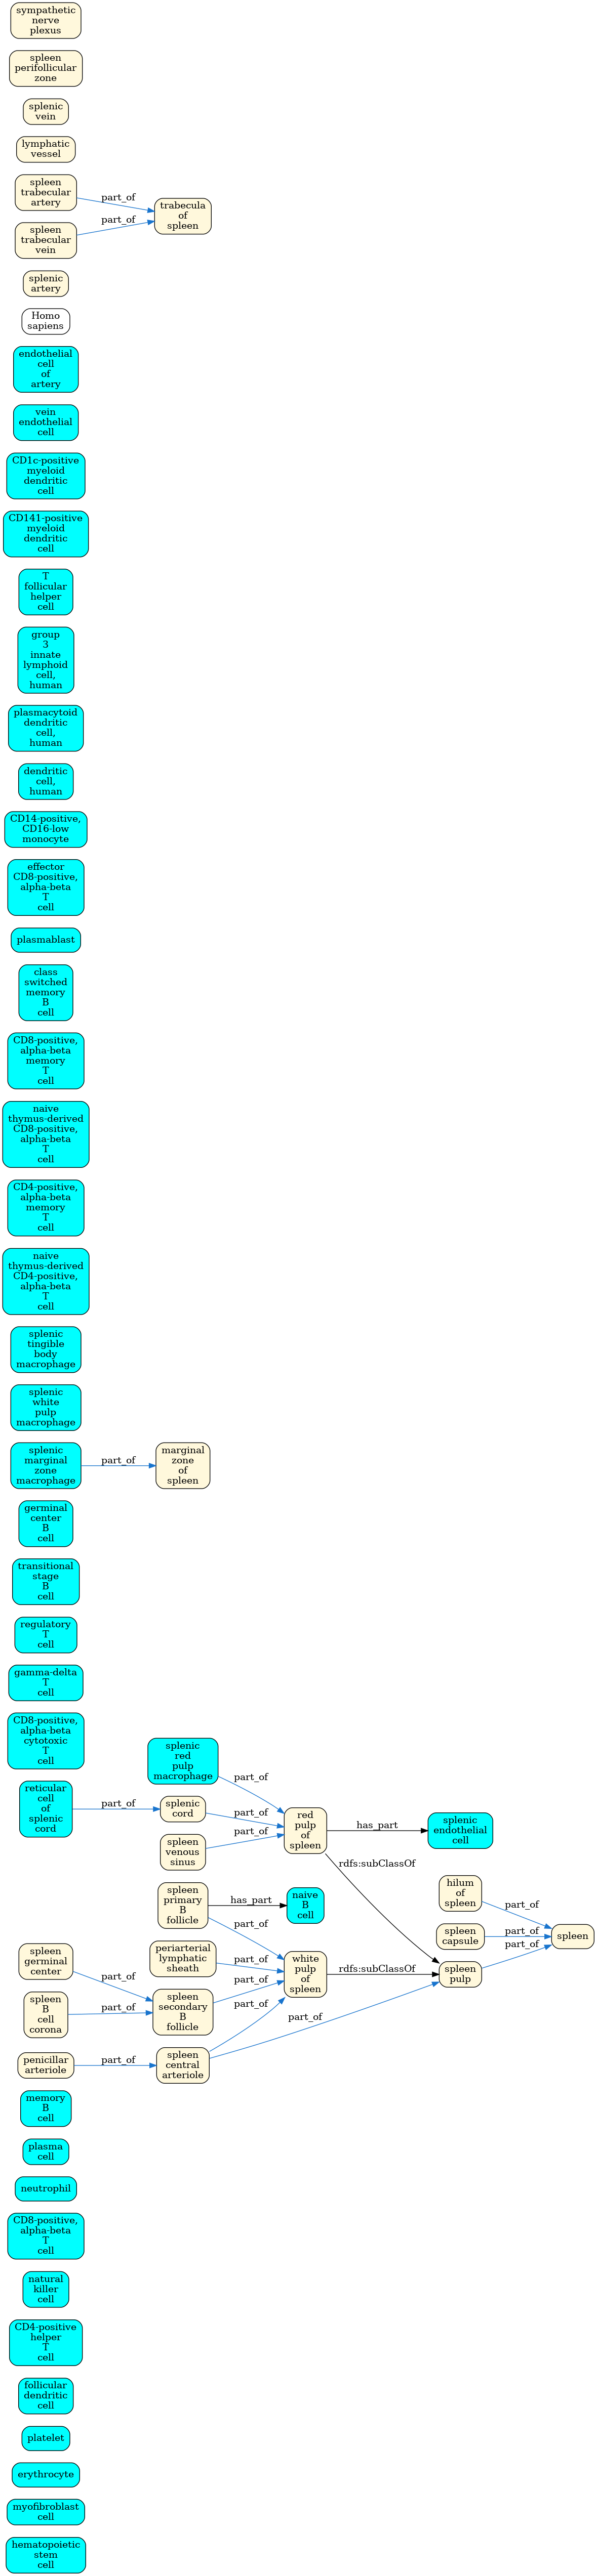 sympathetic
nerve
plexus
spleen
perifollicular
zone
splenic
vein
lymphatic
vessel
spleen
trabecular
artery
part_of
trabecula
of
spleen
part_of
spleen
trabecular
vein
splenic
artery
Homo
sapiens
endothelial
cell
of
artery
vein
endothelial
cell
CD1c-positive
myeloid
dendritic
cell
CD141-positive
myeloid
dendritic
cell
T
follicular
helper
cell
group
3
innate
lymphoid
cell,
human
plasmacytoid
dendritic
cell,
human
dendritic
cell,
human
CD14-positive,
CD16-low
monocyte
effector
CD8-positive,
alpha-beta
T
cell
plasmablast
class
switched
memory
B
cell
CD8-positive,
alpha-beta
memory
T
cell
naive
thymus-derived
CD8-positive,
alpha-beta
T
cell
CD4-positive,
alpha-beta
memory
T
cell
naive
thymus-derived
CD4-positive,
alpha-beta
T
cell
splenic
tingible
body
macrophage
splenic
white
pulp
macrophage
splenic
marginal
zone
macrophage
part_of
marginal
zone
of
spleen
germinal
center
B
cell
transitional
stage
B
cell
regulatory
T
cell
gamma-delta
T
cell
CD8-positive,
alpha-beta
cytotoxic
T
cell
splenic
red
pulp
macrophage
part_of
reticular
cell
of
splenic
cord
part_of
splenic
cord
part_of
spleen
venous
sinus
part_of
red
pulp
of
spleen
has_part
splenic
endothelial
cell
rdfs:subClassOf
spleen
primary
B
follicle
has_part
naive
B
cell
part_of
hilum
of
spleen
part_of
spleen
capsule
part_of
spleen
part_of
periarterial
lymphatic
sheath
part_of
white
pulp
of
spleen
rdfs:subClassOf
spleen
pulp
spleen
germinal
center
part_of
spleen
B
cell
corona
part_of
spleen
secondary
B
follicle
part_of
part_of
part_of
penicillar
arteriole
part_of
spleen
central
arteriole
memory
B
cell
plasma
cell
neutrophil
CD8-positive,
alpha-beta
T
cell
natural
killer
cell
CD4-positive
helper
T
cell
follicular
dendritic
cell
platelet
erythrocyte
myofibroblast
cell
hematopoietic
stem
cell